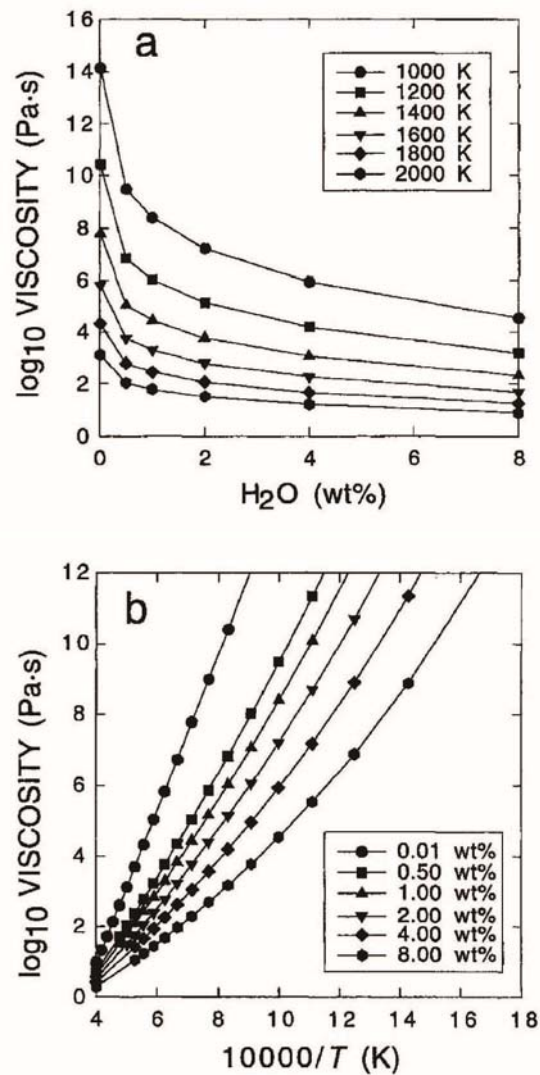 a
16
14
12
10
8
6
4
2
0
log10 VISCOSITY (Pa·s)
1000 K
1200 K
1400 K
1600 K
1800 K
2000 K
0 2 4 6 8
H2O (wt%)
b
12
10
8
6
4
2
0
log10 VISCOSITY (Pa·s)
0.01 wt%
0.50 wt%
1.00 wt%
2.00 wt%
4.00 wt%
8.00 wt%
4 6 8 10 12 14 16 18
10000/T (K)